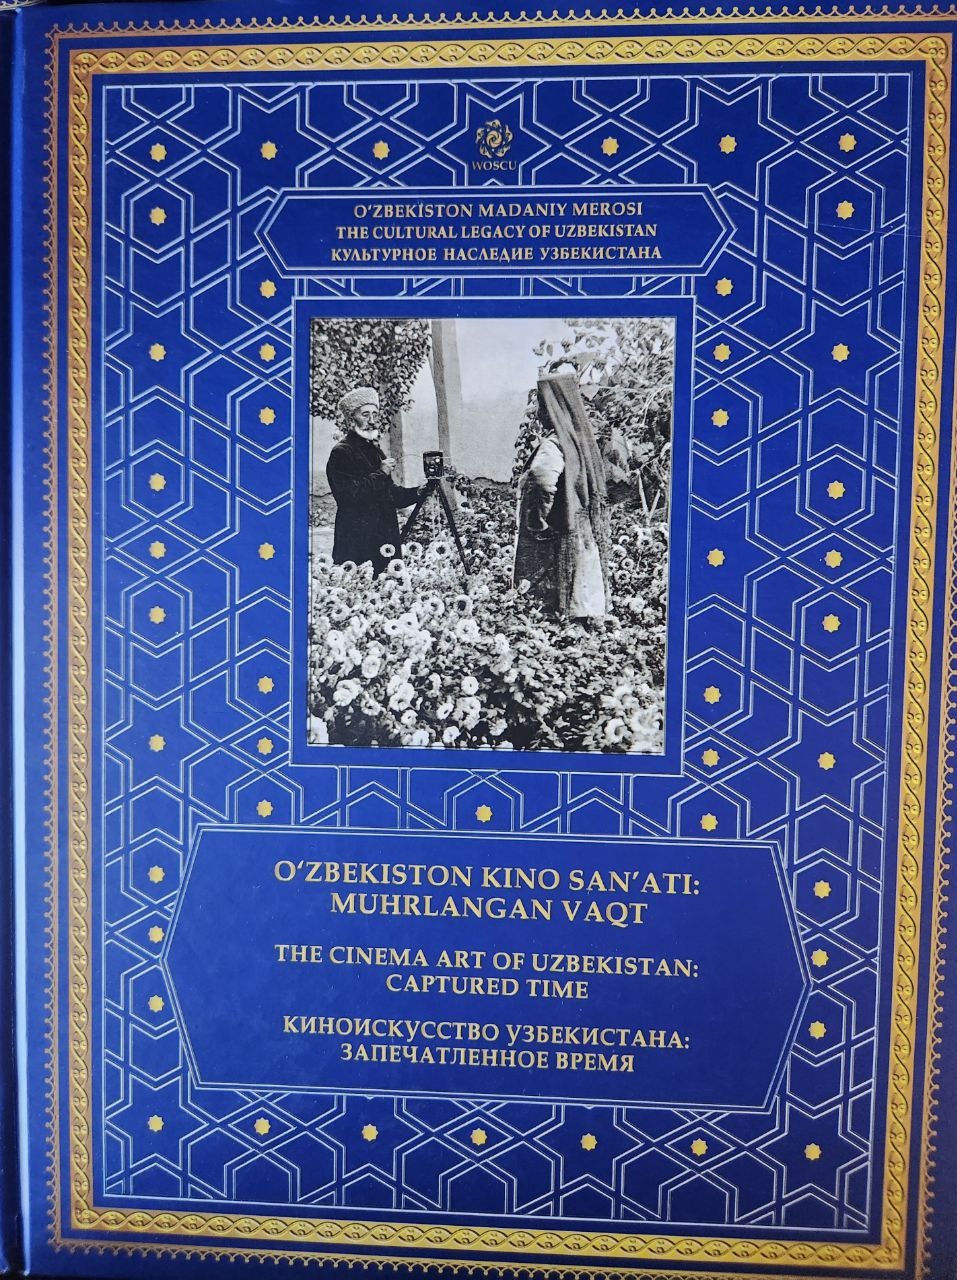 WOSCU
O‘ZBEKISTON MADANIY MEROSI
THE CULTURAL LEGACY OF UZBEKISTAN
КУЛЬТУРНОЕ НАСЛЕДИЕ УЗБЕКИСТАНА
O‘ZBEKISTON KINO SAN’ATI:
MUHRLANGAN VAQT
THE CINEMA ART OF UZBEKISTAN:
CAPTURED TIME
КИНОИСКУССТВО УЗБЕКИСТАНА:
ЗАПЕЧАТЛЕННОЕ ВРЕМЯ